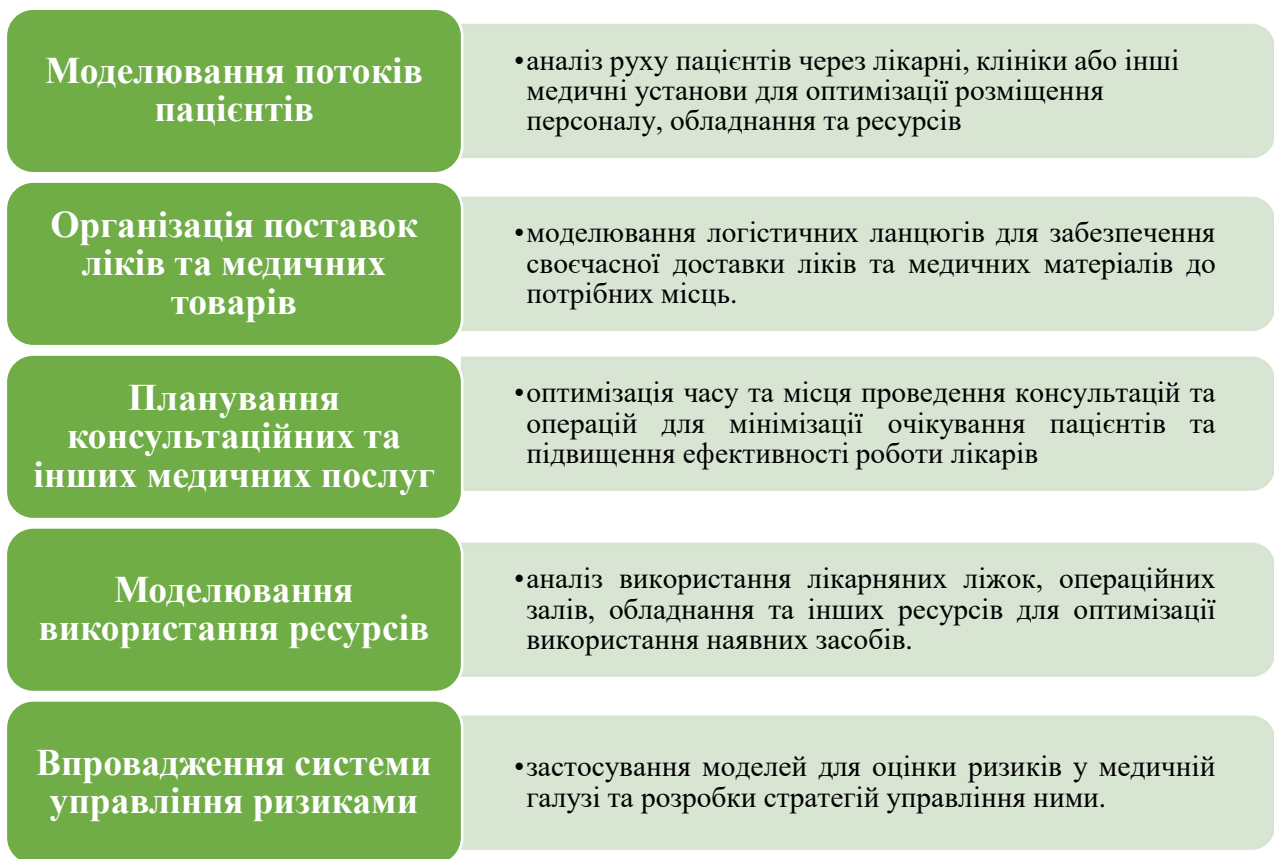 Моделювання потоків
пацієнтів
•аналіз руху пацієнтів через лікарні, клініки або інші
медичні установи для оптимізації розміщення
персоналу, обладнання та ресурсів
Організація поставок
ліків та медичних
товарів
•моделювання логістичних ланцюгів для забезпечення
своєчасної доставки ліків та медичних матеріалів до
потрібних місць.
Планування
консультаційних та
інших медичних послуг
•оптимізація часу та місця проведення консультацій та
операцій для мінімізації очікування пацієнтів та
підвищення ефективності роботи лікарів
Моделювання
використання ресурсів
•аналіз використання лікарняних ліжок, операційних
залів, обладнання та інших ресурсів для оптимізації
використання наявних засобів.
Впровадження системи
управління ризиками
•застосування моделей для оцінки ризиків у медичній
галузі та розробки стратегій управління ними.